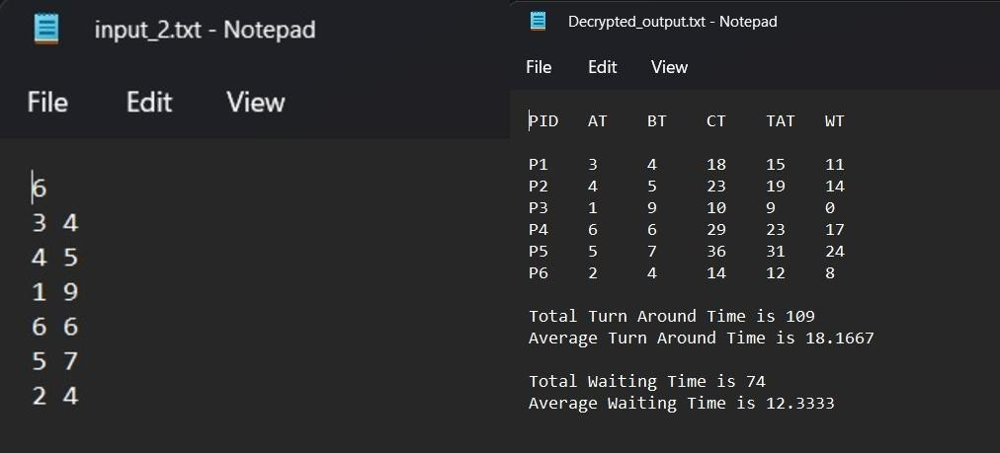 input_2.txt - Notepad
File Edit View
6
3 4
4 5
1 9
6 6
5 7
2 4
Decrypted_output.txt - Notepad
File Edit View
PID AT BT CT TAT WT
P1 3 4 18 15 11
P2 4 5 23 19 14
P3 1 9 10 9 0
P4 6 6 29 23 17
P5 5 7 36 31 24
P6 2 4 14 12 8
Total Turn Around Time is 109
Average Turn Around Time is 18.1667
Total Waiting Time is 74
Average Waiting Time is 12.3333